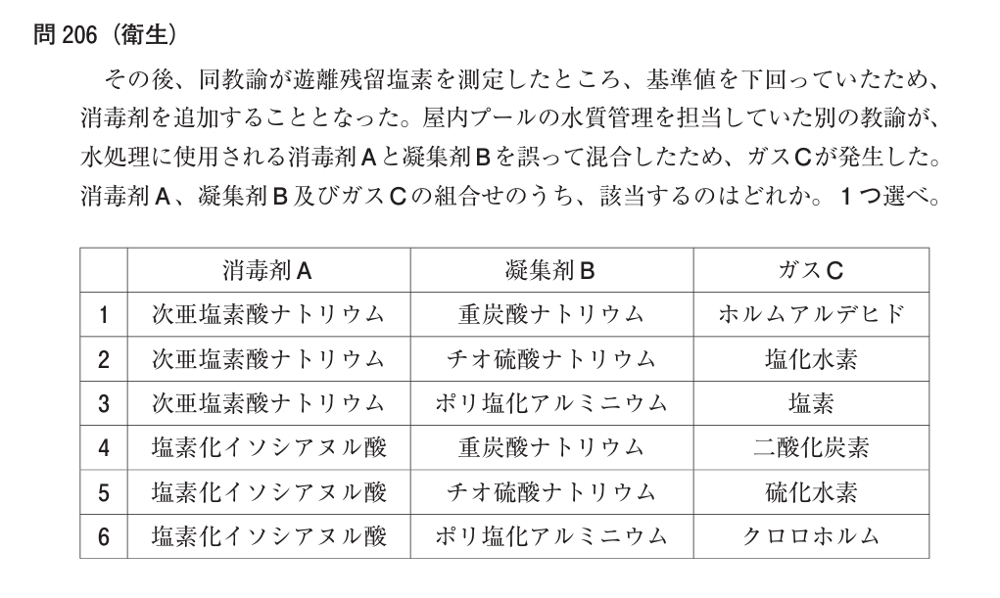 問 206（衛生）
その後、同教諭が遊離残留塩素を測定したところ、基準値を下回っていたため、
消毒剤を追加することとなった。屋内プールの水質管理を担当していた別の教諭が、
水処理に使用される消毒剤Aと凝集剤Bを誤って混合したため、ガスCが発生した。
消毒剤A、凝集剤B及びガスCの組合せのうち、該当するのはどれか。1つ選べ。
消毒剤A 凝集剤B ガスC
1 次亜塩素酸ナトリウム 重炭酸ナトリウム ホルムアルデヒド
2 次亜塩素酸ナトリウム チオ硫酸ナトリウム 塩化水素
3 次亜塩素酸ナトリウム ポリ塩化アルミニウム 塩素
4 塩素化イソシアヌル酸 重炭酸ナトリウム 二酸化炭素
5 塩素化イソシアヌル酸 チオ硫酸ナトリウム 硫化水素
6 塩素化イソシアヌル酸 ポリ塩化アルミニウム クロロホルム